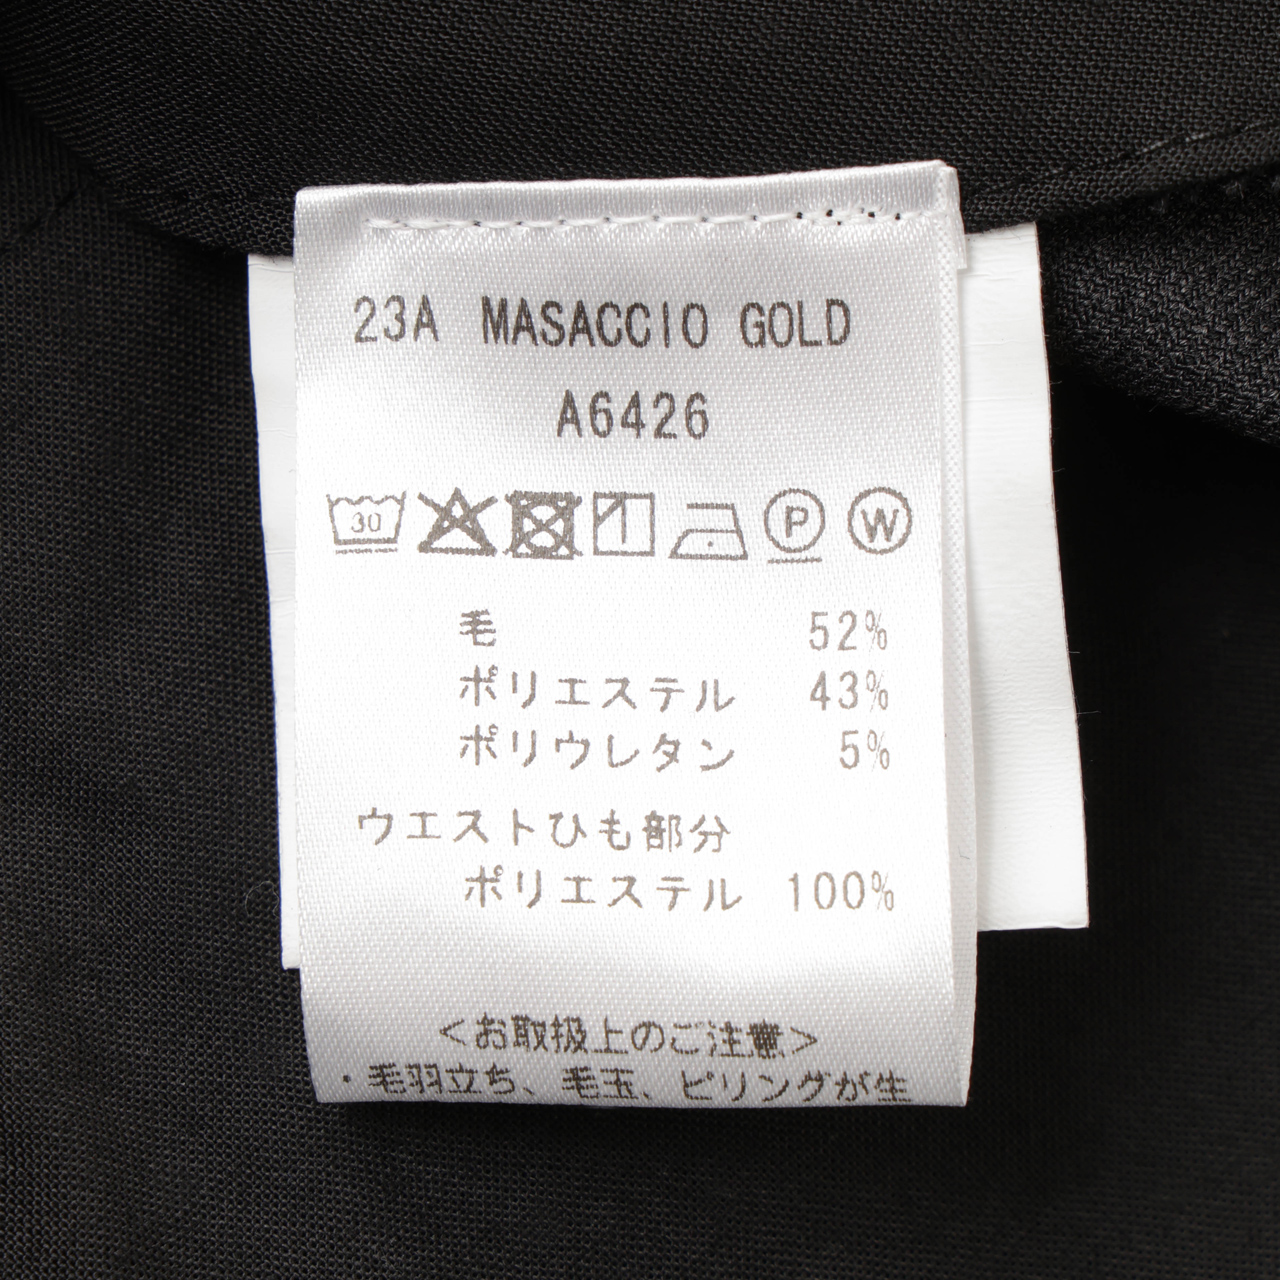 23A MASACCIO GOLD
A6426
30 P W
毛 52%
ポリエステル 43%
ポリウレタン 5%
ウエストひも部分
ポリエステル 100%
<お取扱上のご注意>
・毛羽立ち、毛玉、ピリングが生